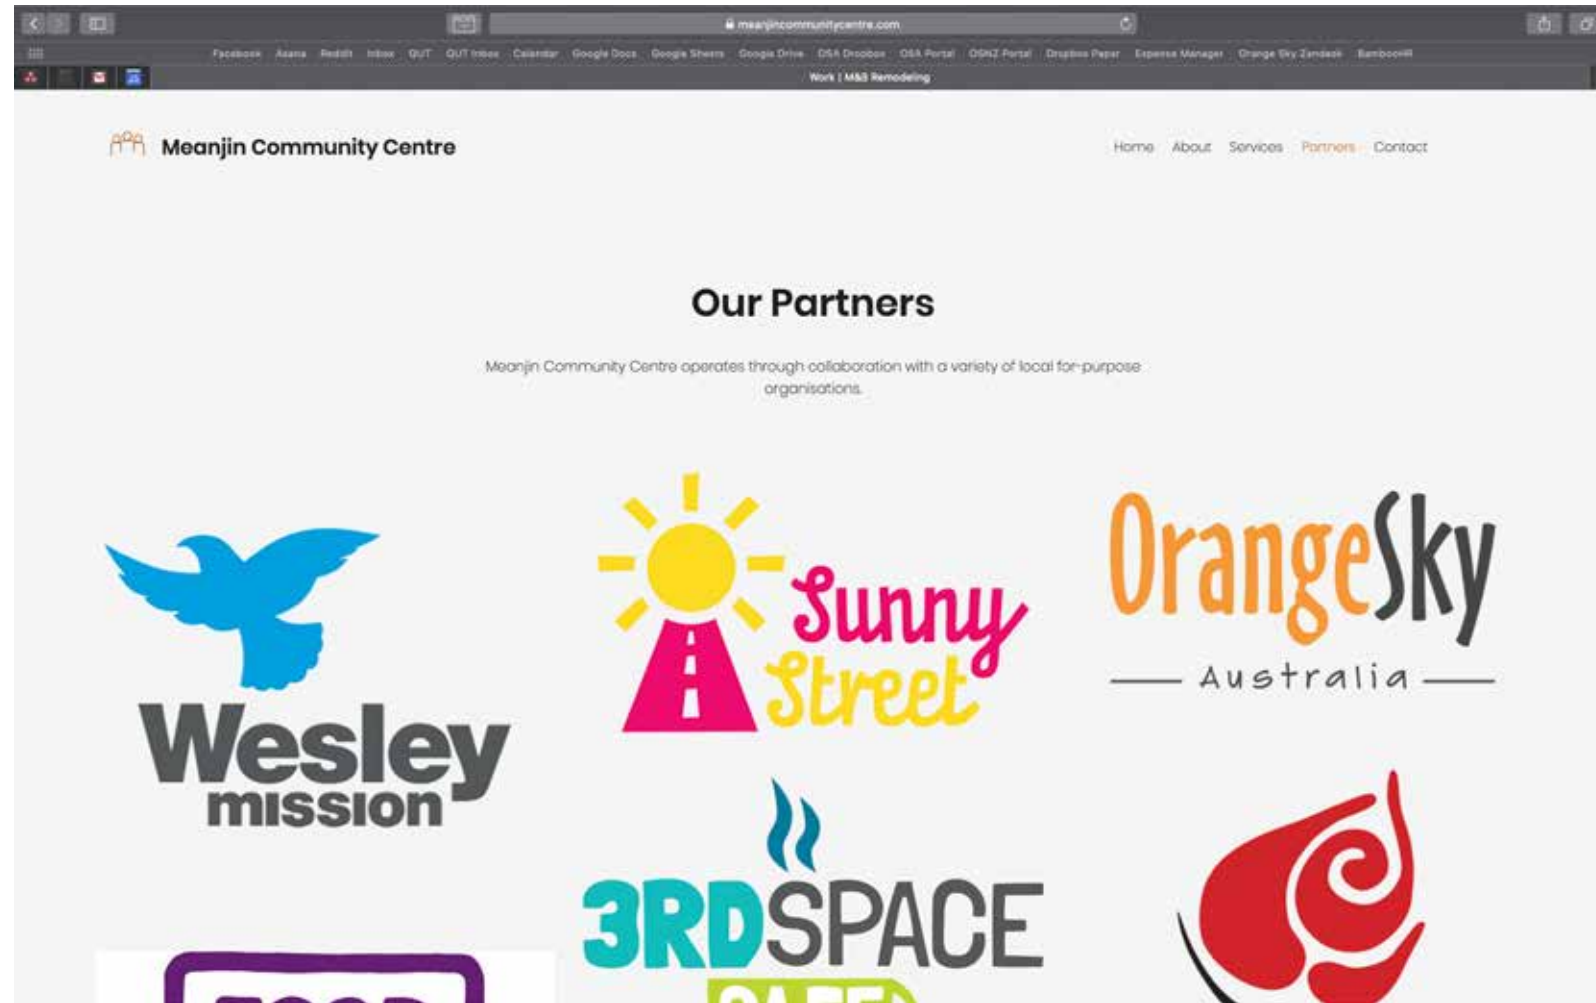 meanjincommunitycentre.com
Facebook Asana Reddit Inbox QUT QUT Inbox Calendar Google Docs Google Sheets Google Drive OSA Dropbox OSA Portal OSNZ Portal Dropbox Paper Expense Manager Orange Sky Zendesk BambooHR
Work | M&B Remodeling
Meanjin Community Centre
Home About Services Partners Contact
Our Partners
Meanjin Community Centre operates through collaboration with a variety of local for-purpose
organisations.
Wesley
mission
Sunny
Street
OrangeSky
Australia
3RDSPACE